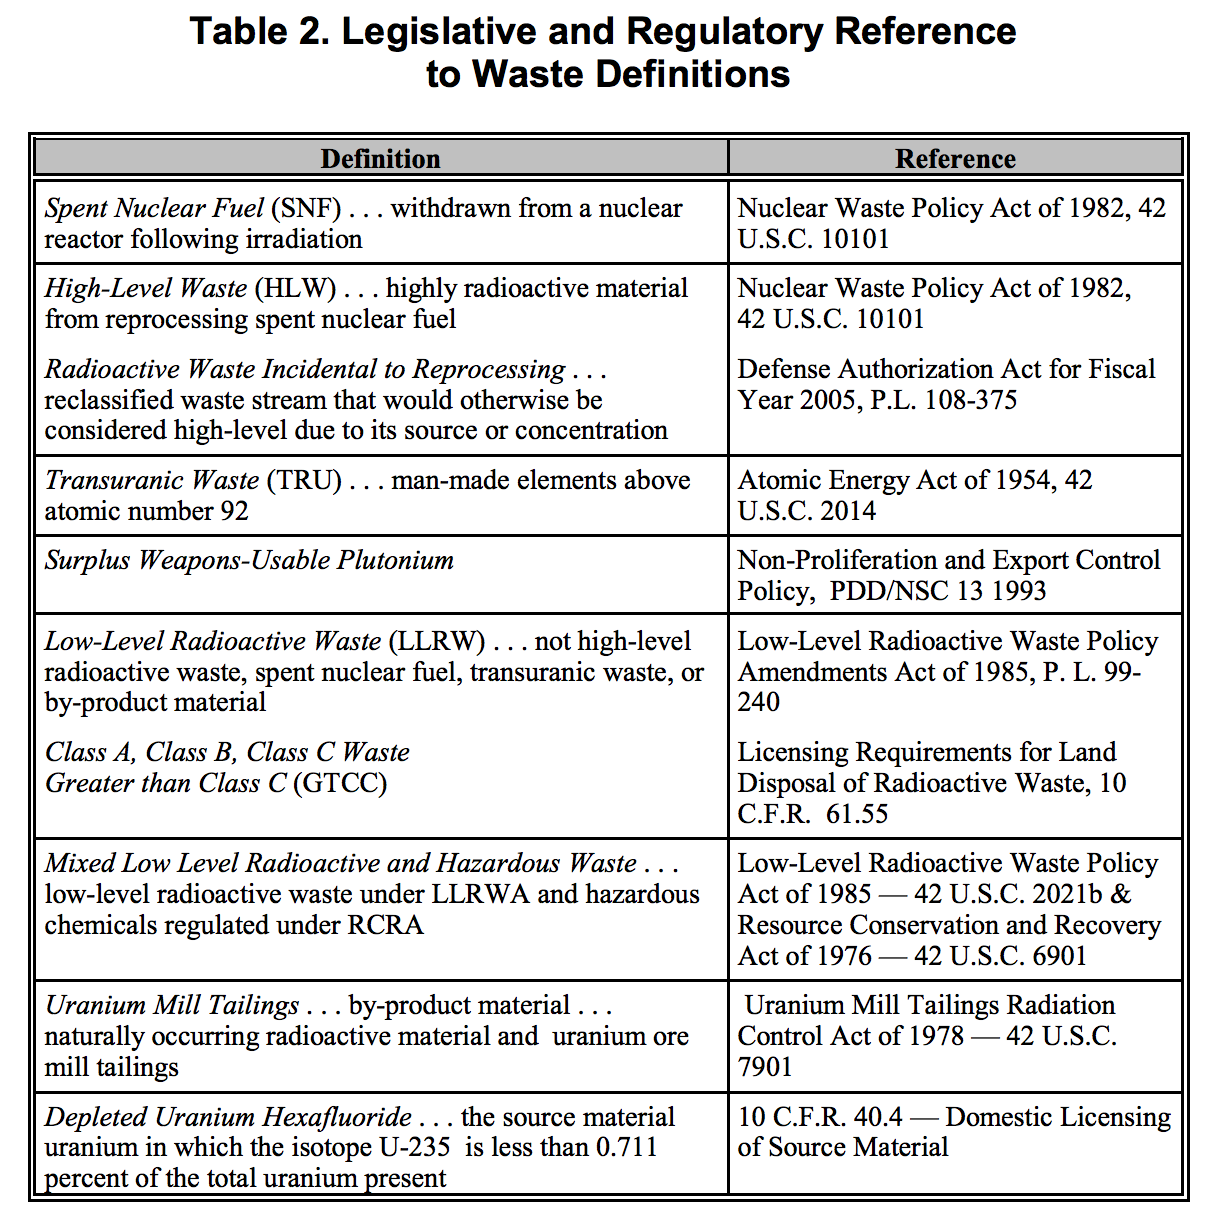 Table 2. Legislative and Regulatory Reference
to Waste Definitions
Definition
Reference
Spent Nuclear Fuel (SNF) . . . withdrawn from a nuclear
reactor following irradiation
Nuclear Waste Policy Act of 1982, 42
U.S.C. 10101
High-Level Waste (HLW) . . . highly radioactive material
from reprocessing spent nuclear fuel
Nuclear Waste Policy Act of 1982,
42 U.S.C. 10101
Radioactive Waste Incidental to Reprocessing . . .
reclassified waste stream that would otherwise be
considered high-level due to its source or concentration
Defense Authorization Act for Fiscal
Year 2005, P.L. 108-375
Transuranic Waste (TRU) . . . man-made elements above
atomic number 92
Atomic Energy Act of 1954, 42
U.S.C. 2014
Surplus Weapons-Usable Plutonium
Non-Proliferation and Export Control
Policy,  PDD/NSC 13 1993
Low-Level Radioactive Waste (LLRW) . . . not high-level
radioactive waste, spent nuclear fuel, transuranic waste, or
by-product material
Low-Level Radioactive Waste Policy
Amendments Act of 1985, P. L. 99-
240
Class A, Class B, Class C Waste
Greater than Class C (GTCC)
Licensing Requirements for Land
Disposal of Radioactive Waste, 10
C.F.R.  61.55
Mixed Low Level Radioactive and Hazardous Waste . . .
low-level radioactive waste under LLRWA and hazardous
chemicals regulated under RCRA
Low-Level Radioactive Waste Policy
Act of 1985 — 42 U.S.C. 2021b &
Resource Conservation and Recovery
Act of 1976 — 42 U.S.C. 6901
Uranium Mill Tailings . . . by-product material . . .
naturally occurring radioactive material and  uranium ore
mill tailings
Uranium Mill Tailings Radiation
Control Act of 1978 — 42 U.S.C.
7901
Depleted Uranium Hexafluoride . . . the source material
uranium in which the isotope U-235  is less than 0.711
percent of the total uranium present
10 C.F.R. 40.4 — Domestic Licensing
of Source Material